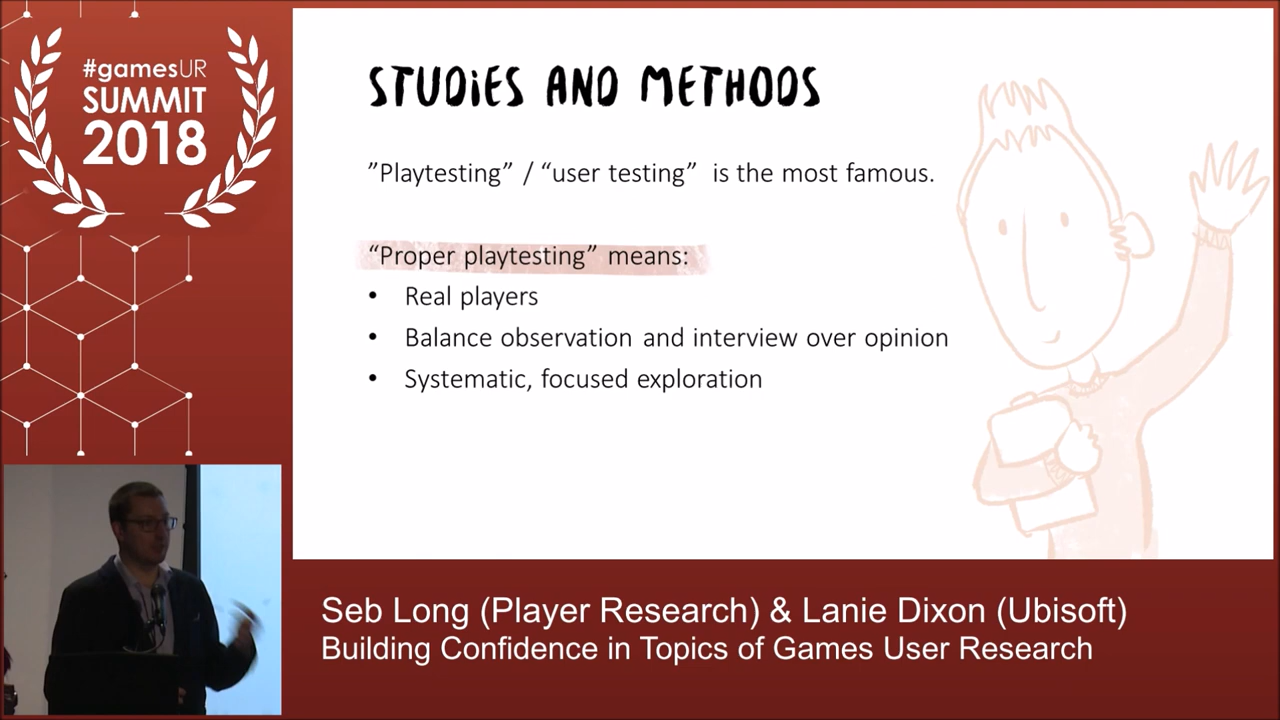 #gamesUR
SUMMIT
2018
STUDiES AND METHODS
”Playtesting” / “user testing”  is the most famous.
“Proper playtesting” means:
• Real players
• Balance observation and interview over opinion
• Systematic, focused exploration
Seb Long (Player Research) & Lanie Dixon (Ubisoft)
Building Confidence in Topics of Games User Research